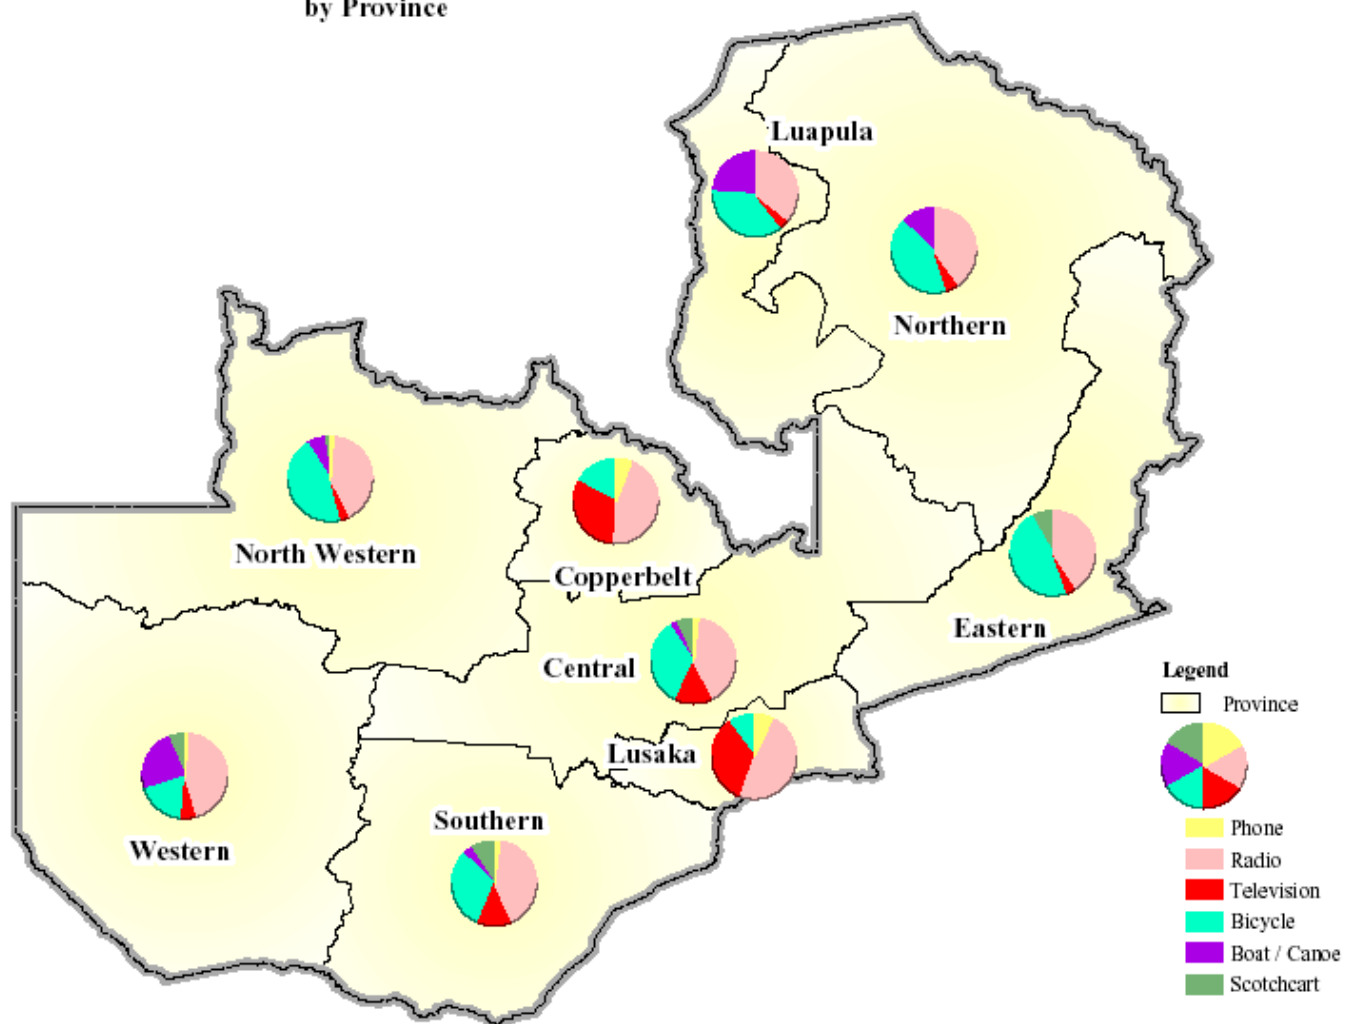 by Province
Luapula
Northern
North Western
Copperbelt
Eastern
Central
Lusaka
Western
Southern
Legend
Province
Phone
Radio
Television
Bicycle
Boat / Canoe
Scotchcart